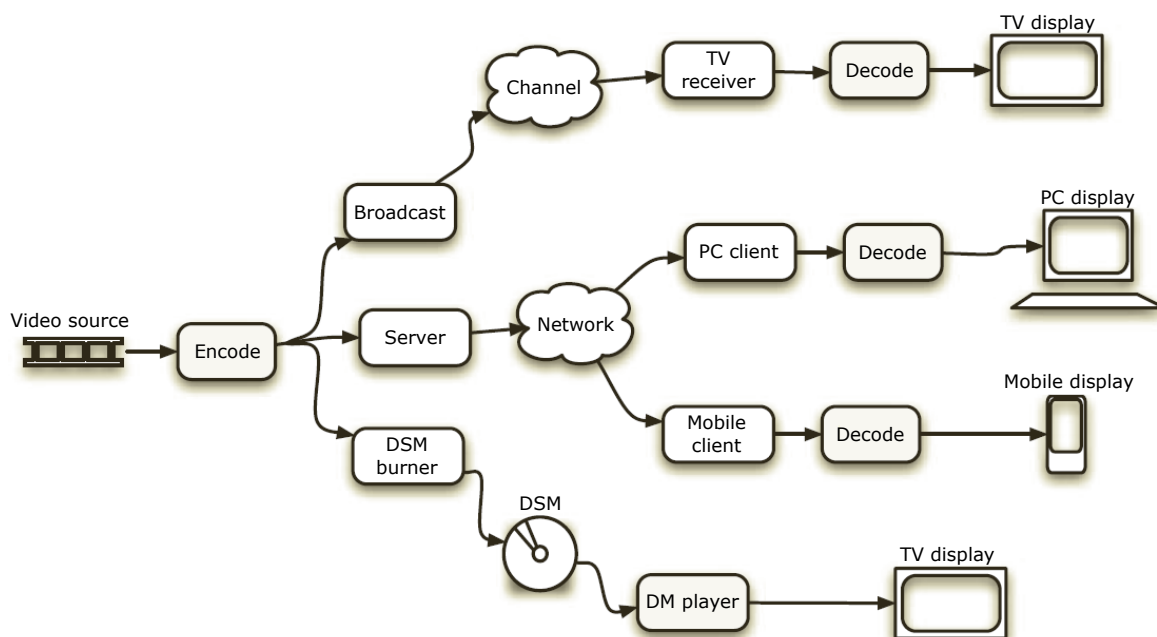 TV display
Channel
TV
receiver
Decode
Broadcast
PC display
PC client
Decode
Video source
Encode
Server
Network
Mobile display
DSM
burner
Mobile
client
Decode
DSM
TV display
DM player